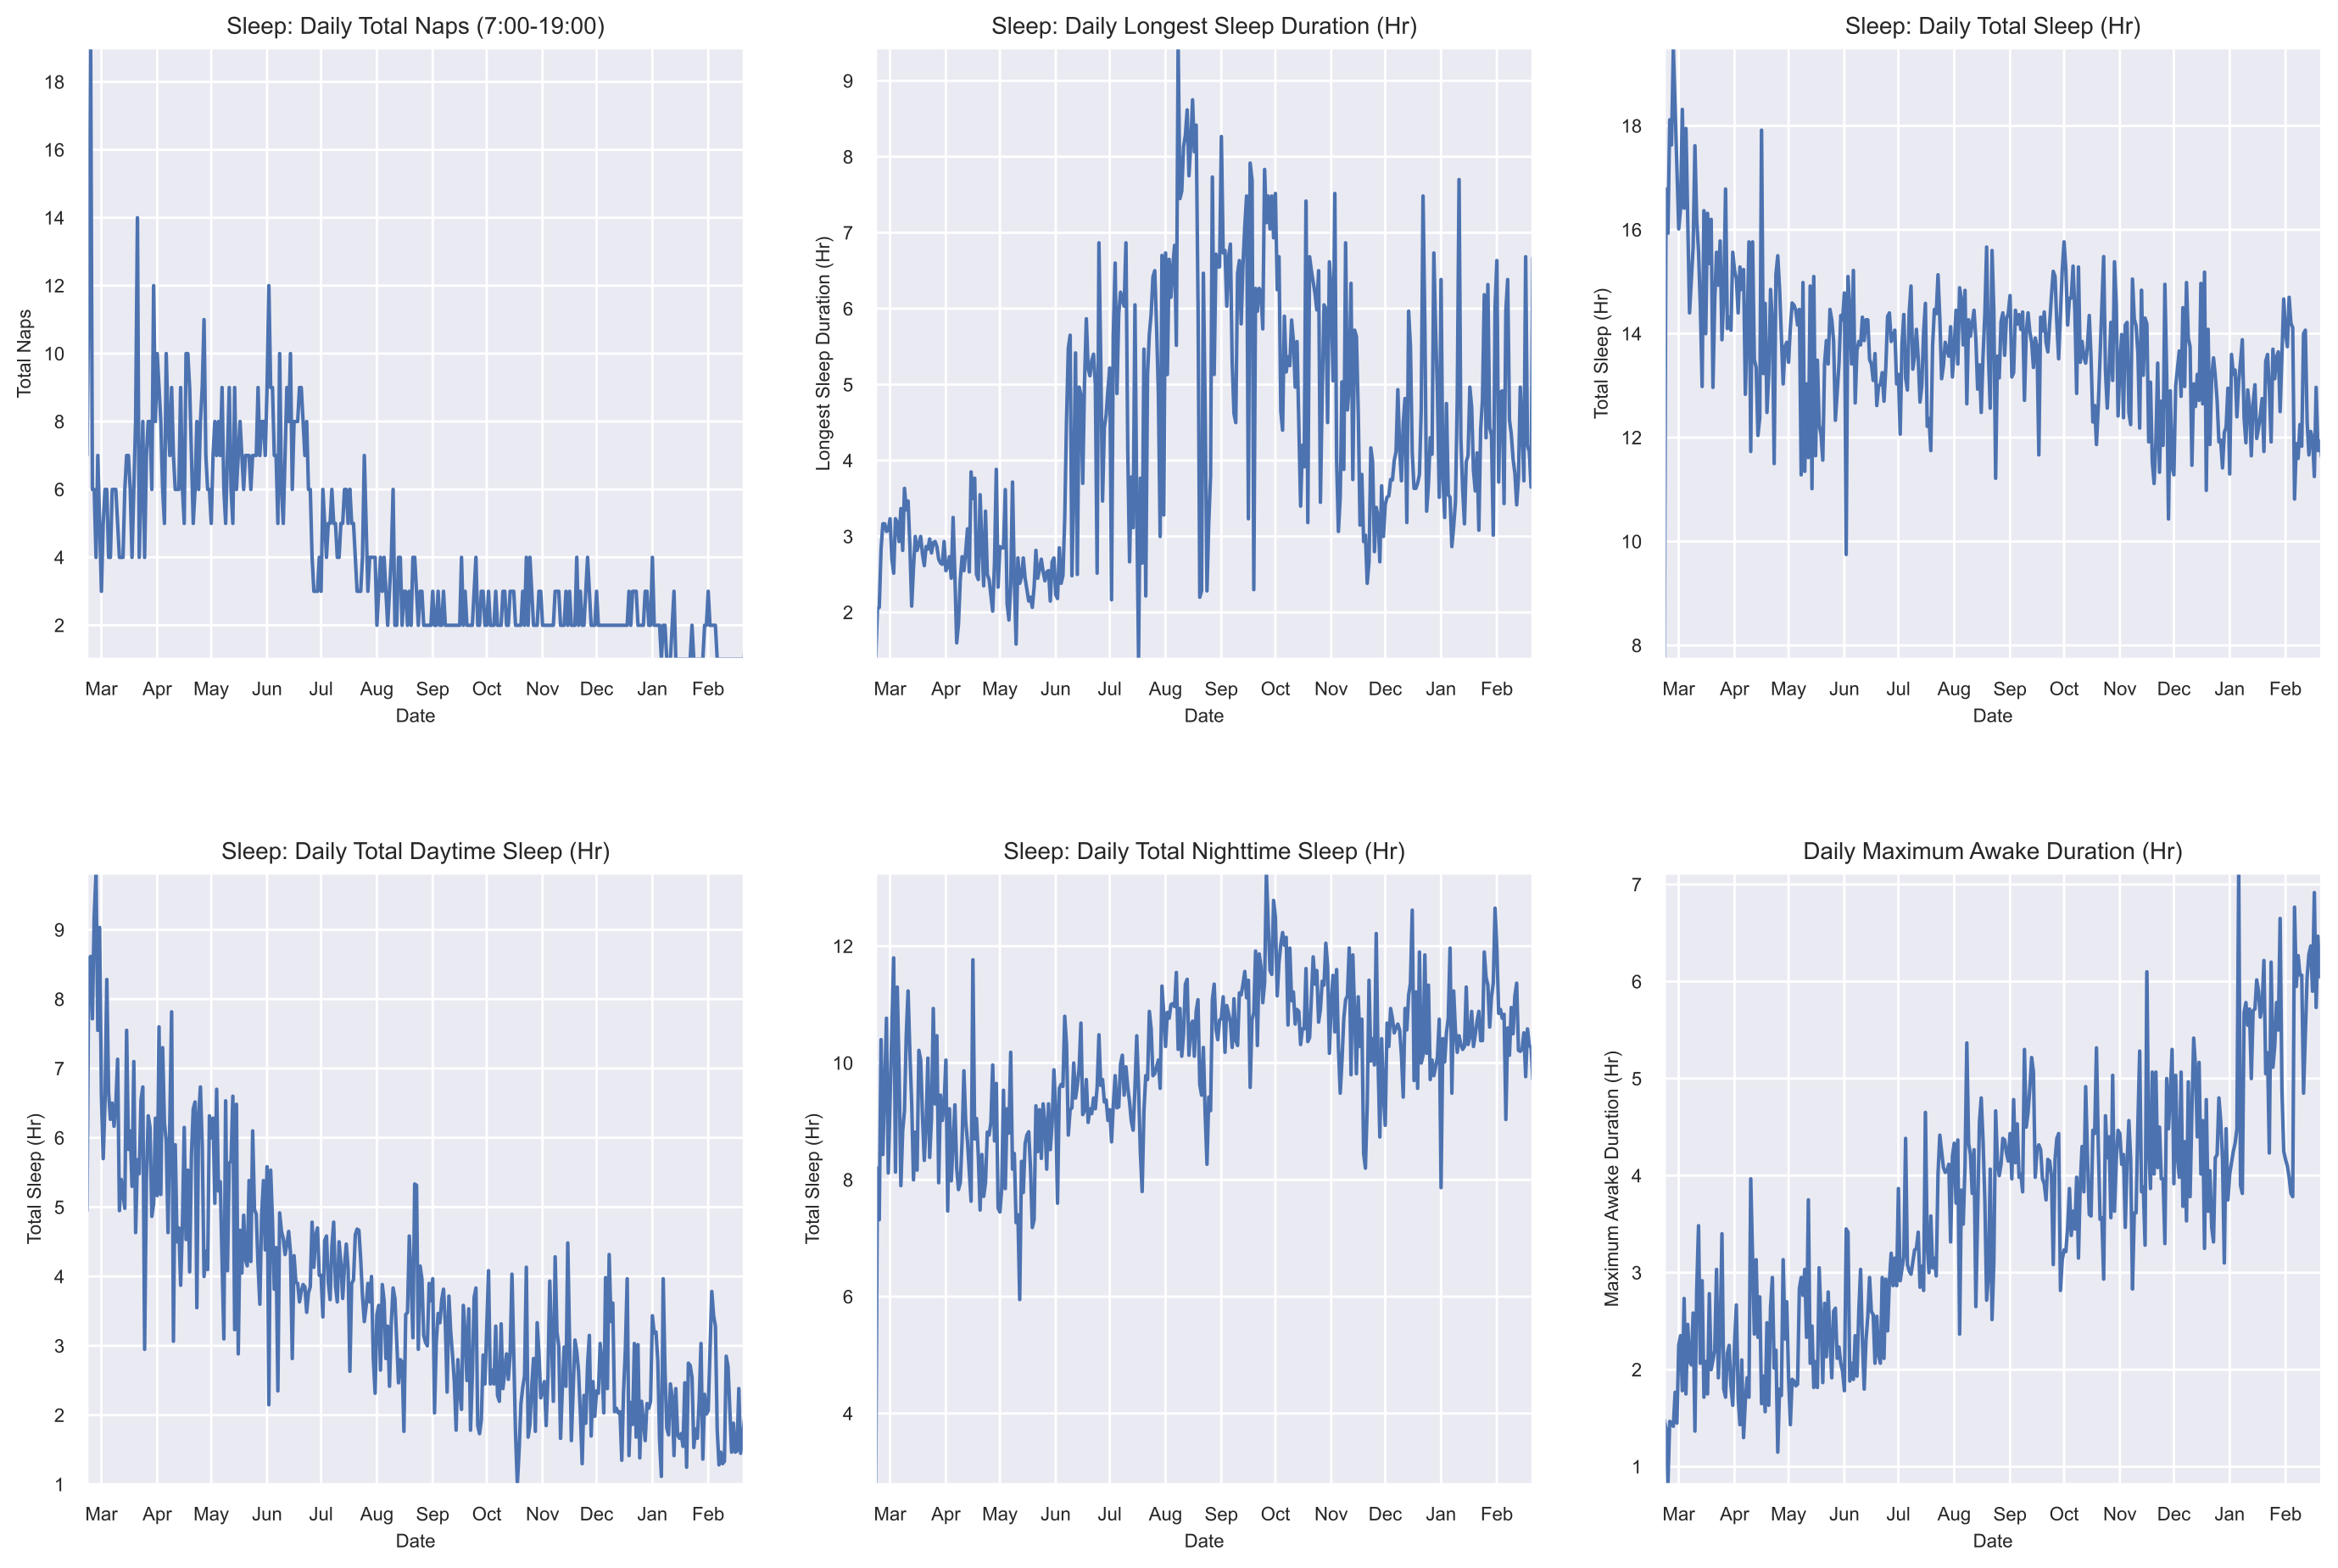 Sleep: Daily Total Naps (7:00-19:00)
Total Naps
18
16
14
12
10
8
6
4
2
Mar Apr May Jun Jul Aug Sep Oct Nov Dec Jan Feb
Date
Sleep: Daily Longest Sleep Duration (Hr)
Longest Sleep Duration (Hr)
9
8
7
6
5
4
3
2
Mar Apr May Jun Jul Aug Sep Oct Nov Dec Jan Feb
Date
Sleep: Daily Total Sleep (Hr)
Total Sleep (Hr)
18
16
14
12
10
8
Mar Apr May Jun Jul Aug Sep Oct Nov Dec Jan Feb
Date
Sleep: Daily Total Daytime Sleep (Hr)
Total Sleep (Hr)
9
8
7
6
5
4
3
2
1
Mar Apr May Jun Jul Aug Sep Oct Nov Dec Jan Feb
Date
Sleep: Daily Total Nighttime Sleep (Hr)
Total Sleep (Hr)
12
10
8
6
4
Mar Apr May Jun Jul Aug Sep Oct Nov Dec Jan Feb
Date
Daily Maximum Awake Duration (Hr)
Maximum Awake Duration (Hr)
7
6
5
4
3
2
1
Mar Apr May Jun Jul Aug Sep Oct Nov Dec Jan Feb
Date